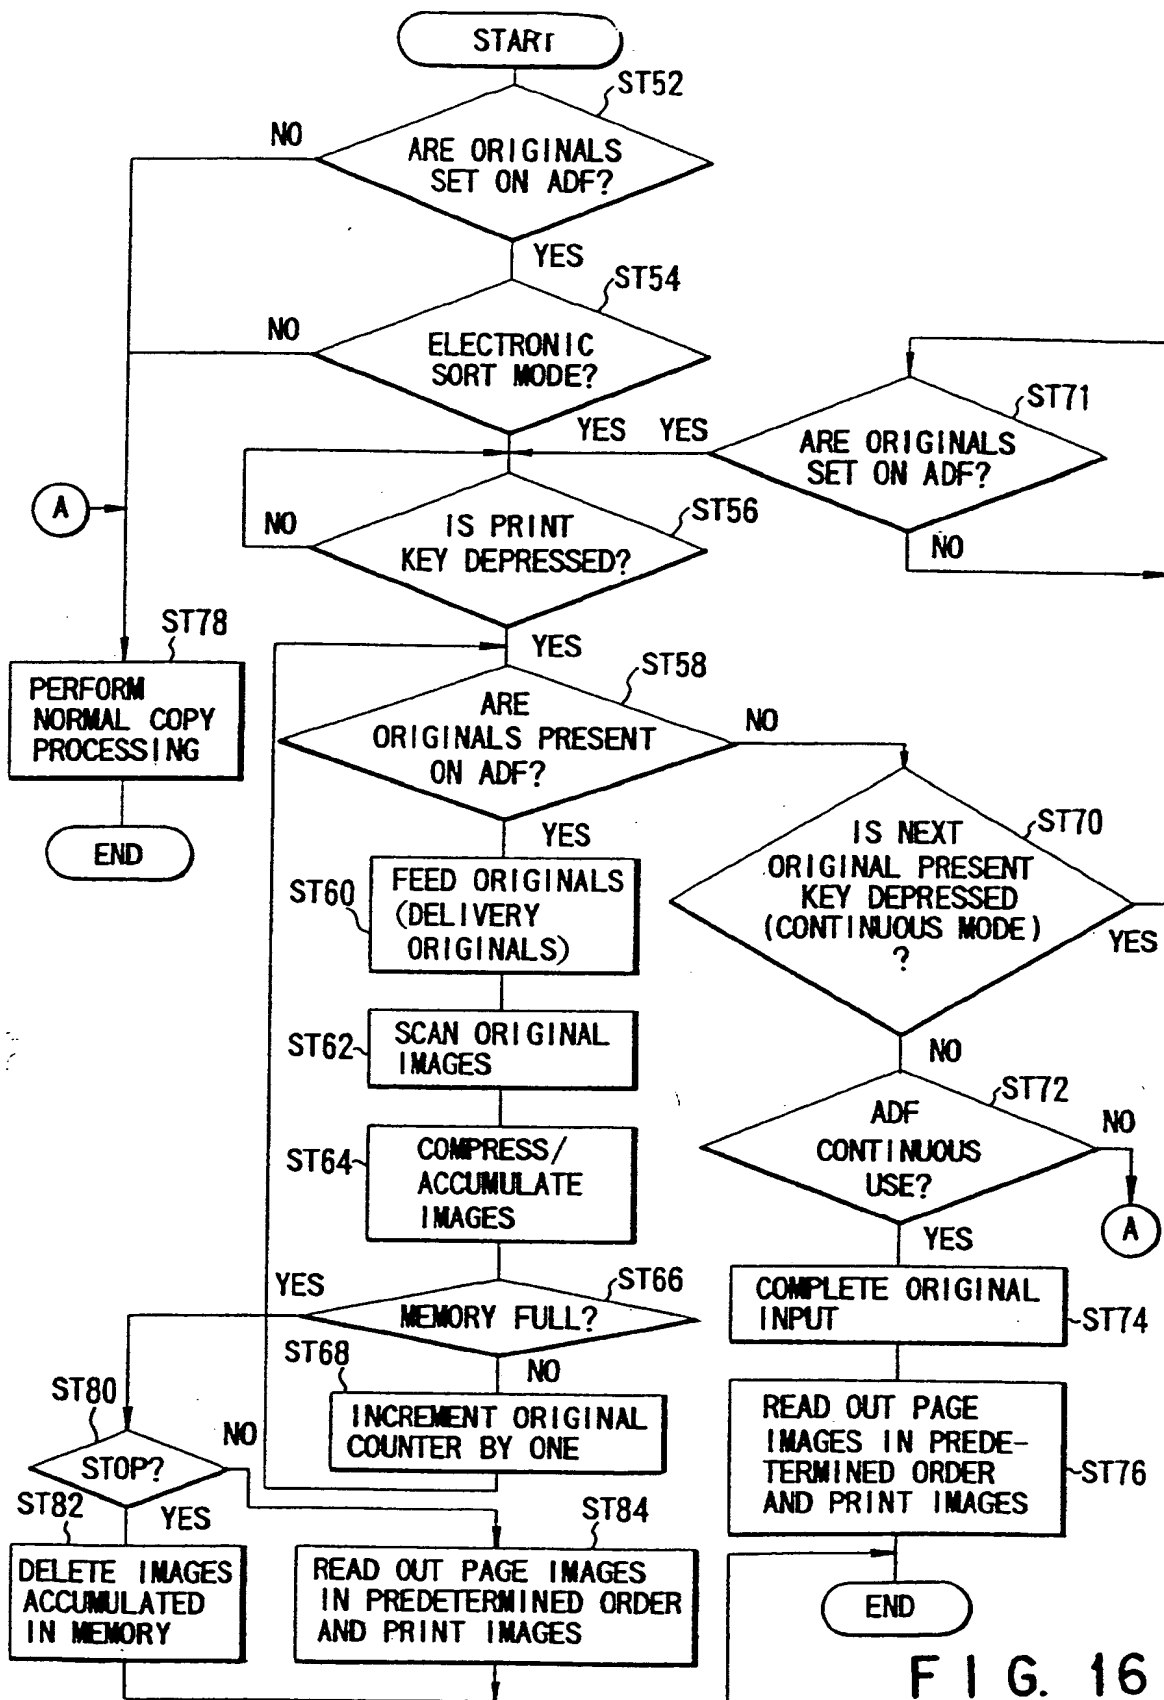 START
ST52
NO
ARE ORIGINALS
SET ON ADF?
YES
ST54
NO
ELECTRONIC
SORT MODE?
YES
YES
ST71
ARE ORIGINALS
SET ON ADF?
NO
A
NO
ST56
IS PRINT
KEY DEPRESSED?
YES
ST78
PERFORM
NORMAL COPY
PROCESSING
END
ST58
ARE
ORIGINALS PRESENT
ON ADF?
NO
YES
ST70
IS NEXT
ORIGINAL PRESENT
KEY DEPRESSED
(CONTINUOUS MODE)
?
YES
NO
ST60
FEED ORIGINALS
(DELIVERY
ORIGINALS)
ST62
SCAN ORIGINAL
IMAGES
ST64
COMPRESS/
ACCUMULATE
IMAGES
ST72
ADF
CONTINUOUS
USE?
NO
A
YES
YES
ST66
MEMORY FULL?
NO
ST68
INCREMENT ORIGINAL
COUNTER BY ONE
COMPLETE ORIGINAL
INPUT
ST74
READ OUT PAGE
IMAGES IN PREDE-
TERMINED ORDER
AND PRINT IMAGES
ST76
END
ST80
STOP?
NO
YES
ST82
DELETE IMAGES
ACCUMULATED
IN MEMORY
ST84
READ OUT PAGE IMAGES
IN PREDETERMINED ORDER
AND PRINT IMAGES
FIG. 16